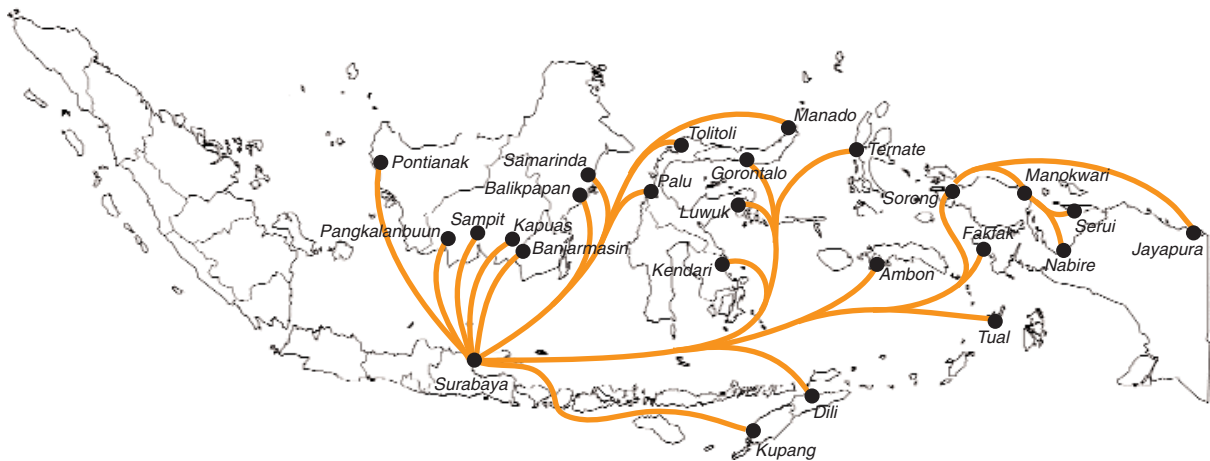 Manado
Tolitoli
Ternate
Pontianak
Samarinda
Gorontalo
Balikpapan
Palu
Manokwari
Sorong
Luwuk
Sampit
Kapuas
Serui
Pangkalanbuun
Banjarmasin
Fakfak
Jayapura
Kendari
Ambon
Nabire
Tual
Surabaya
Dili
Kupang